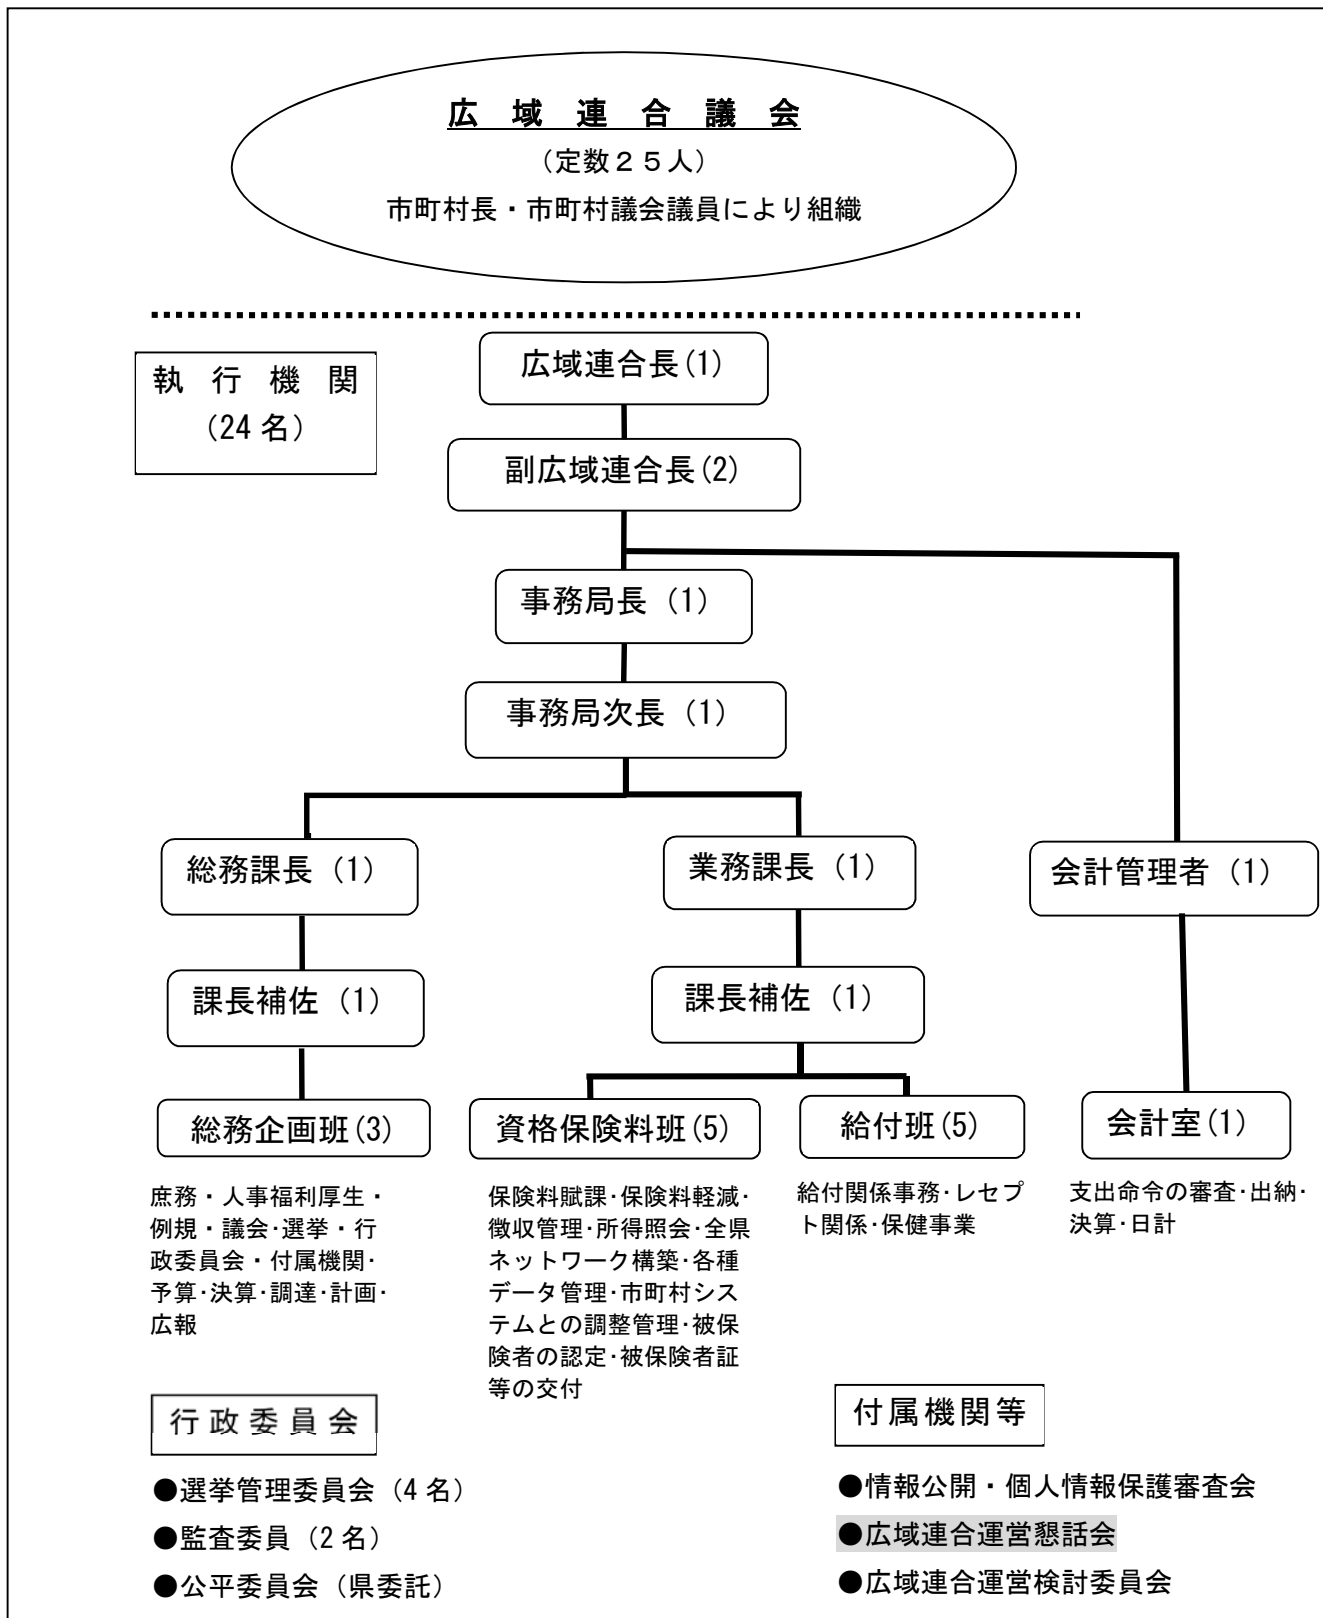 広域連合議会
（定数２５人）
市町村長・市町村議会議員により組織
執行機関
（24名）
広域連合長(1)
副広域連合長(2)
事務局長（1）
事務局次長（1）
総務課長（1）
業務課長（1）
会計管理者（1）
課長補佐（1）
課長補佐（1）
総務企画班(3)
資格保険料班(5)
給付班(5)
会計室(1)
庶務・人事福利厚生・
例規・議会・選挙・行
政委員会・付属機関･
予算･決算･調達･計画･
広報
保険料賦課･保険料軽減･
徴収管理･所得照会･全県
ネットワーク構築･各種
データ管理･市町村シス
テムとの調整管理･被保
険者の認定･被保険者証
等の交付
給付関係事務･レセプ
ト関係･保健事業
支出命令の審査･出納･
決算･日計
行政委員会
●選挙管理委員会（4名）
●監査委員（2名）
●公平委員会（県委託）
付属機関等
●情報公開・個人情報保護審査会
●広域連合運営懇話会
●広域連合運営検討委員会